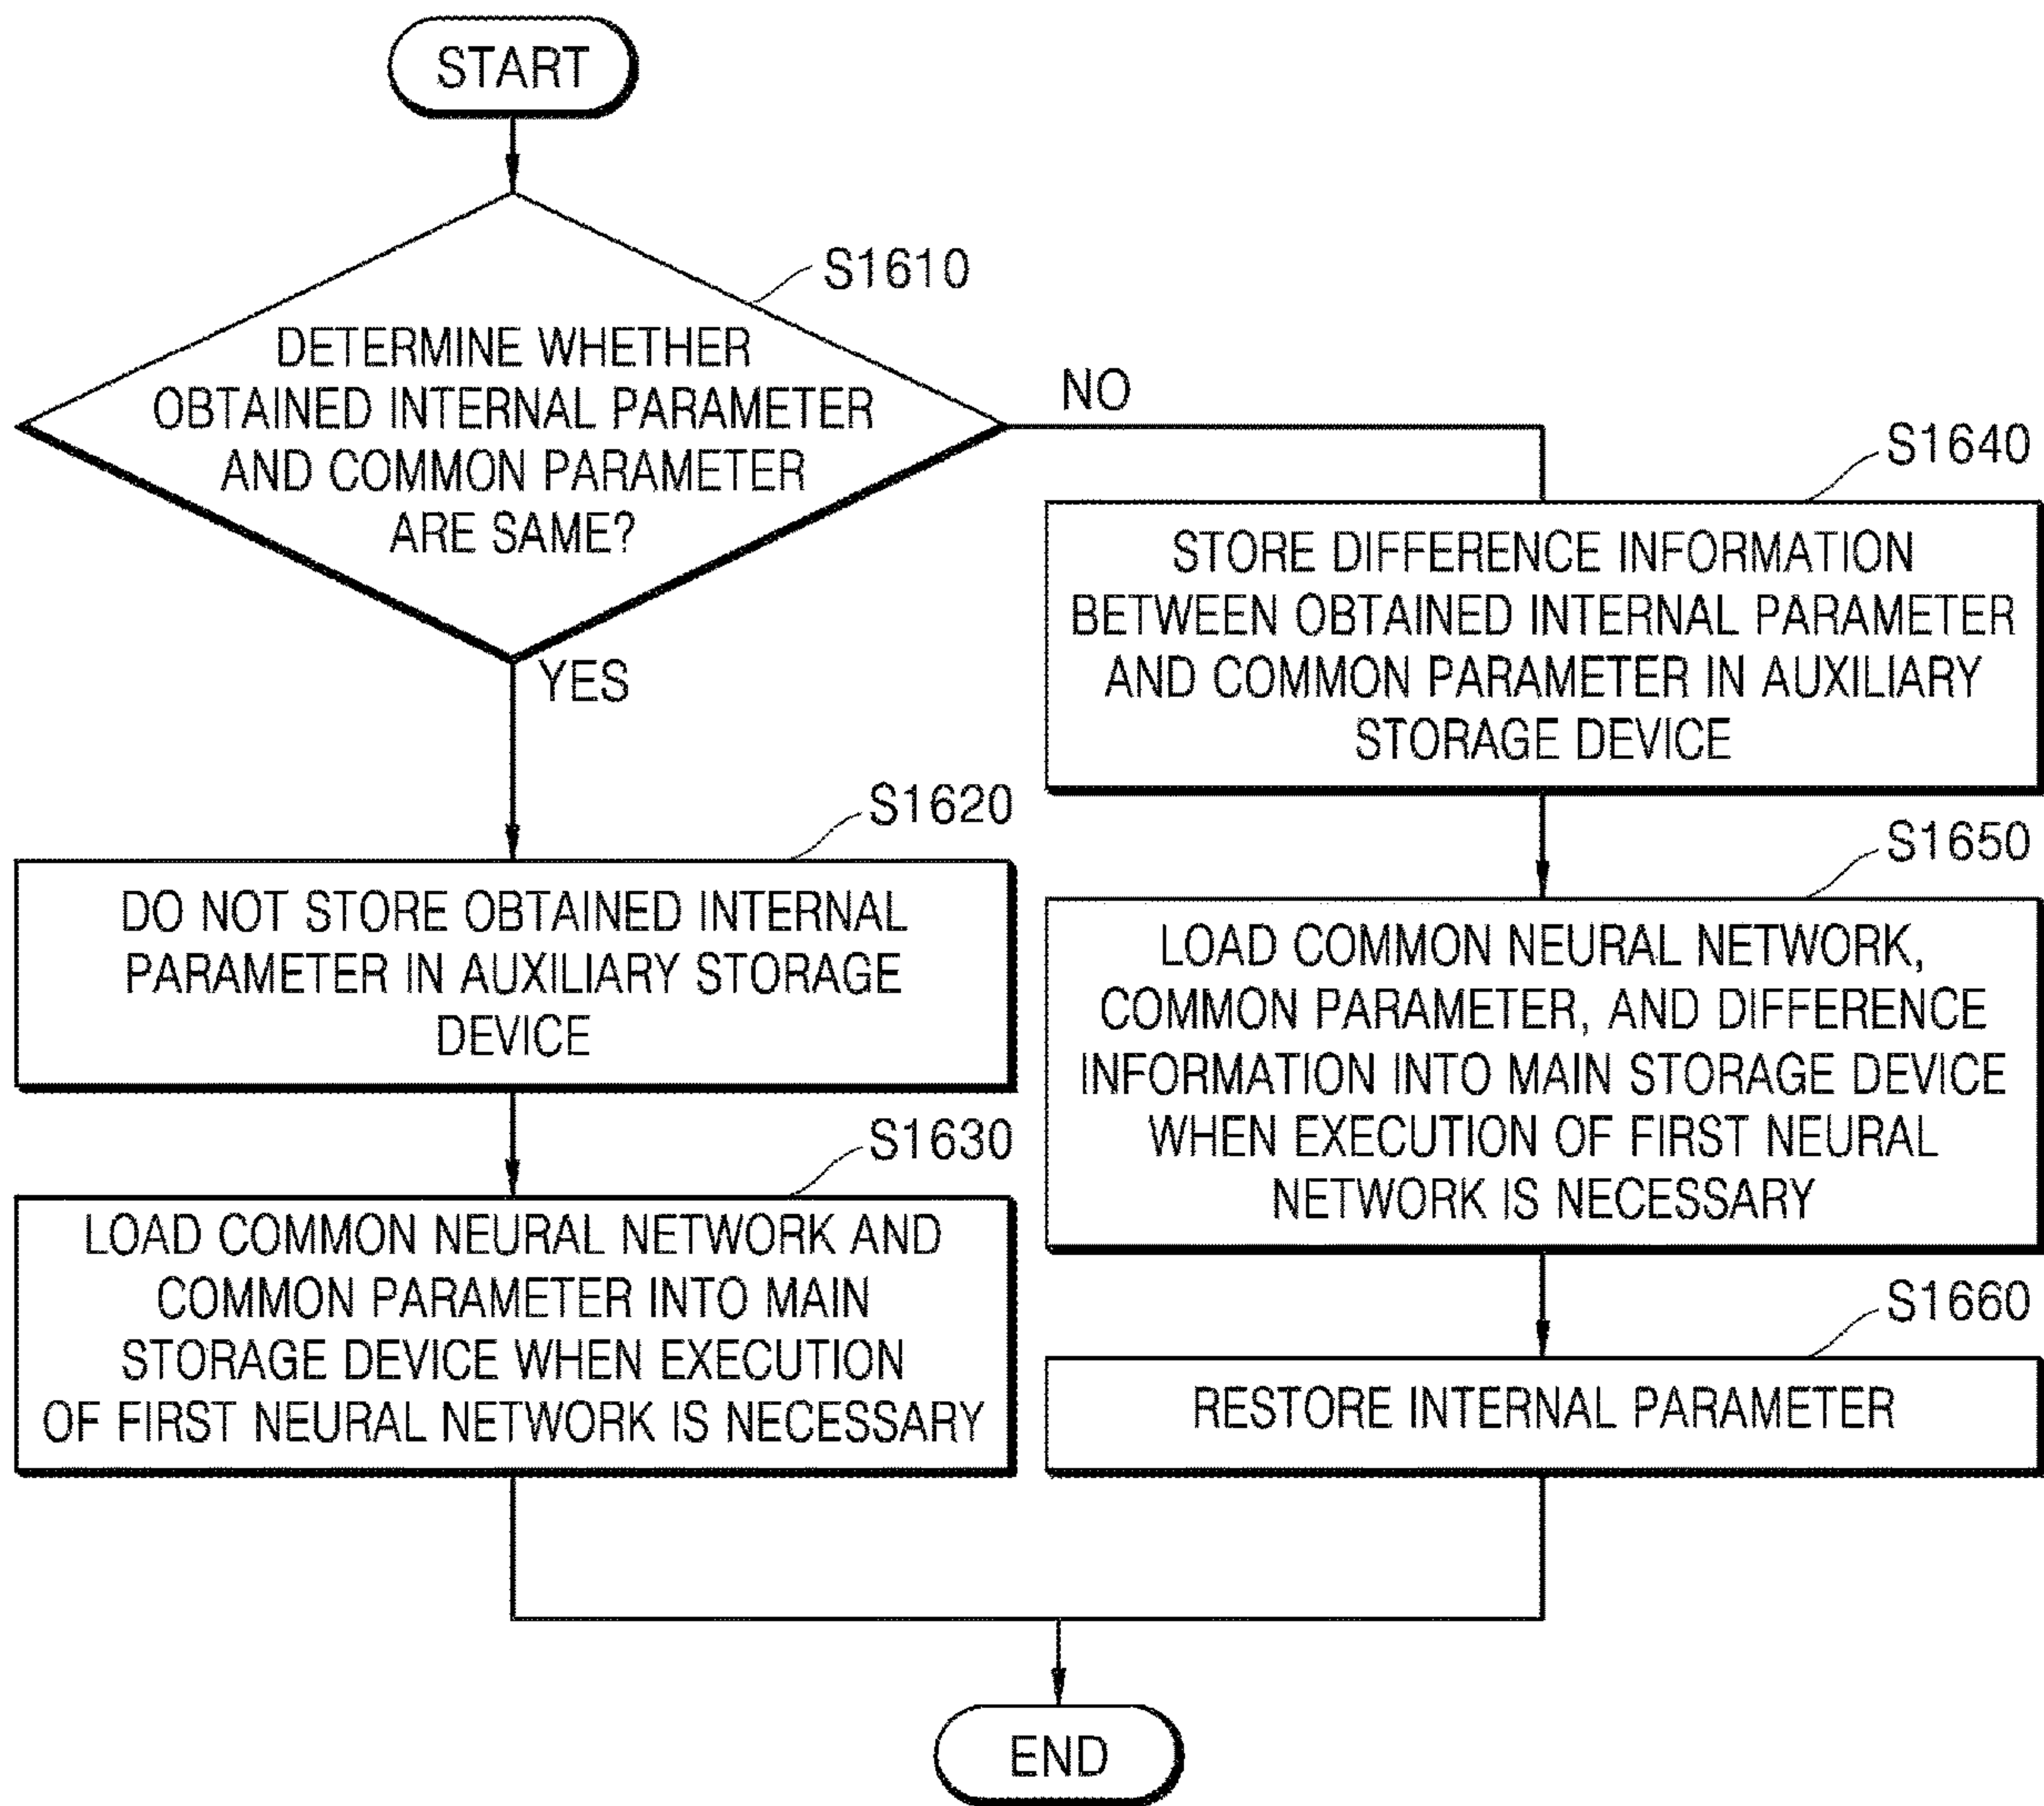 START
S1610
DETERMINE WHETHER
OBTAINED INTERNAL PARAMETER
AND COMMON PARAMETER
ARE SAME?
NO
YES
S1620
DO NOT STORE OBTAINED INTERNAL
PARAMETER IN AUXILIARY STORAGE
DEVICE
S1630
LOAD COMMON NEURAL NETWORK AND
COMMON PARAMETER INTO MAIN
STORAGE DEVICE WHEN EXECUTION
OF FIRST NEURAL NETWORK IS NECESSARY
S1640
STORE DIFFERENCE INFORMATION
BETWEEN OBTAINED INTERNAL PARAMETER
AND COMMON PARAMETER IN AUXILIARY
STORAGE DEVICE
S1650
LOAD COMMON NEURAL NETWORK,
COMMON PARAMETER, AND DIFFERENCE
INFORMATION INTO MAIN STORAGE DEVICE
WHEN EXECUTION OF FIRST NEURAL
NETWORK IS NECESSARY
S1660
RESTORE INTERNAL PARAMETER
END